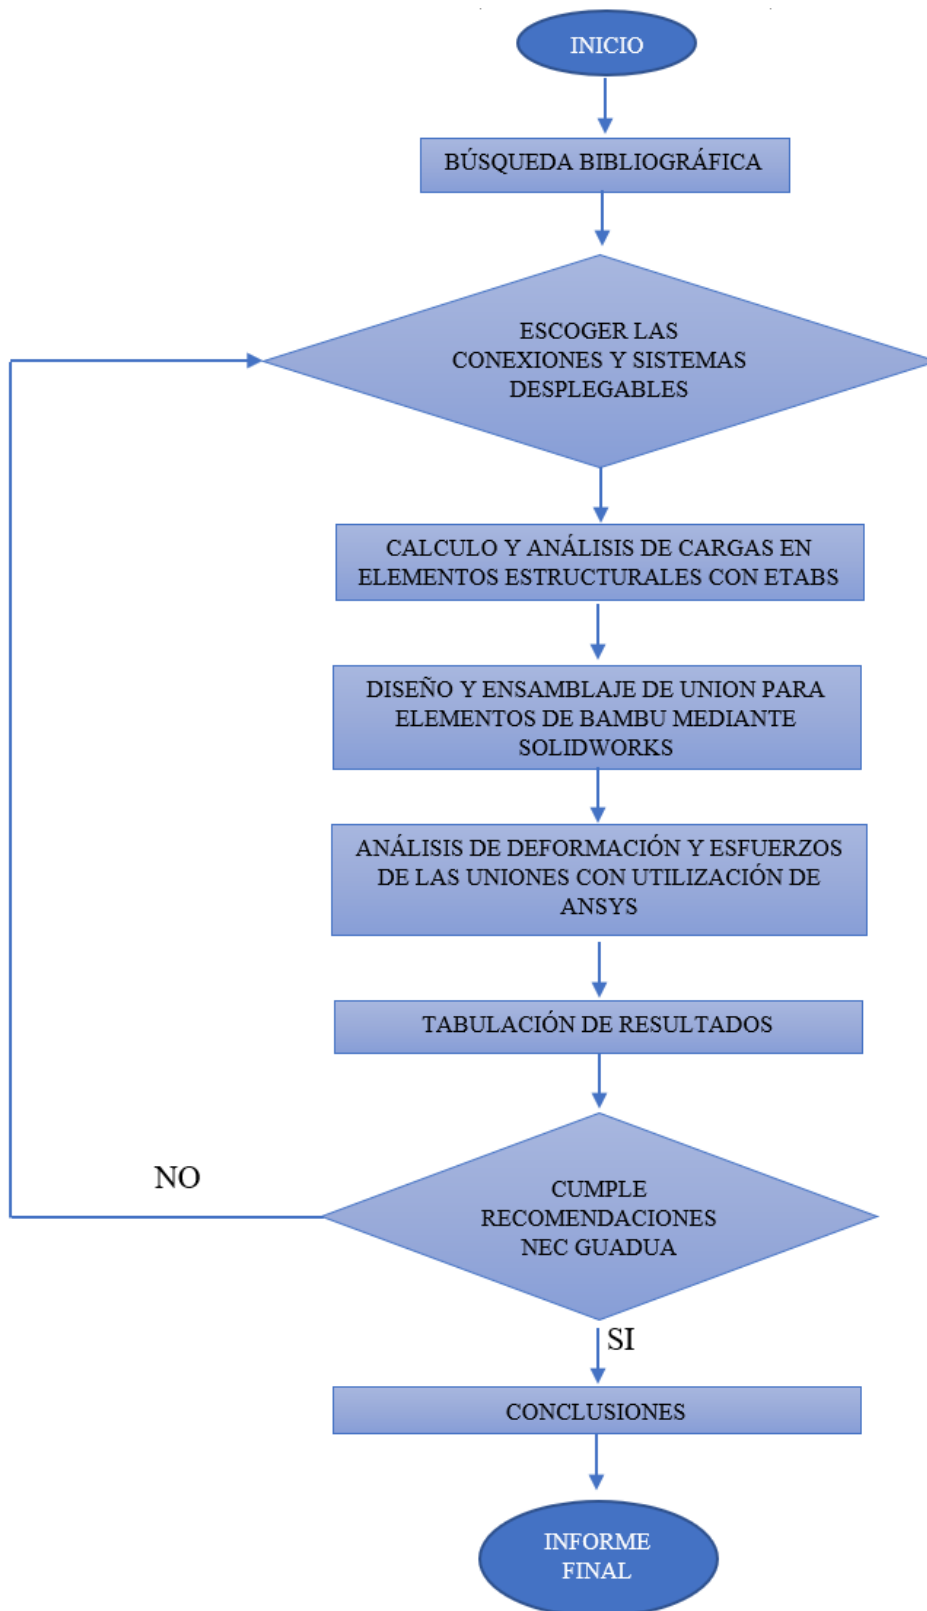 INICIO
BÚSQUEDA BIBLIOGRÁFICA
ESCOGER LAS
CONEXIONES Y SISTEMAS
DESPLEGABLES
CALCULO Y ANÁLISIS DE CARGAS EN
ELEMENTOS ESTRUCTURALES CON ETABS
DISEÑO Y ENSAMBLAJE DE UNION PARA
ELEMENTOS DE BAMBU MEDIANTE
SOLIDWORKS
ANÁLISIS DE DEFORMACIÓN Y ESFUERZOS
DE LAS UNIONES CON UTILIZACIÓN DE
ANSYS
TABULACIÓN DE RESULTADOS
NO
CUMPLE
RECOMENDACIONES
NEC GUADUA
SI
CONCLUSIONES
INFORME
FINAL